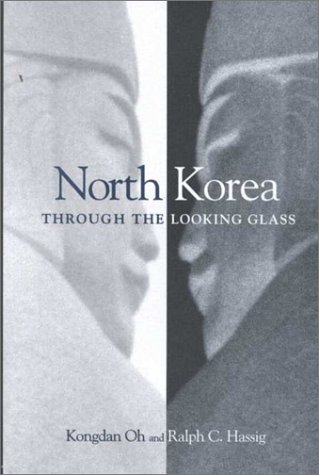 North Korea
THROUGH THE LOOKING GLASS
Kongdan Oh and Ralph C. Hassig